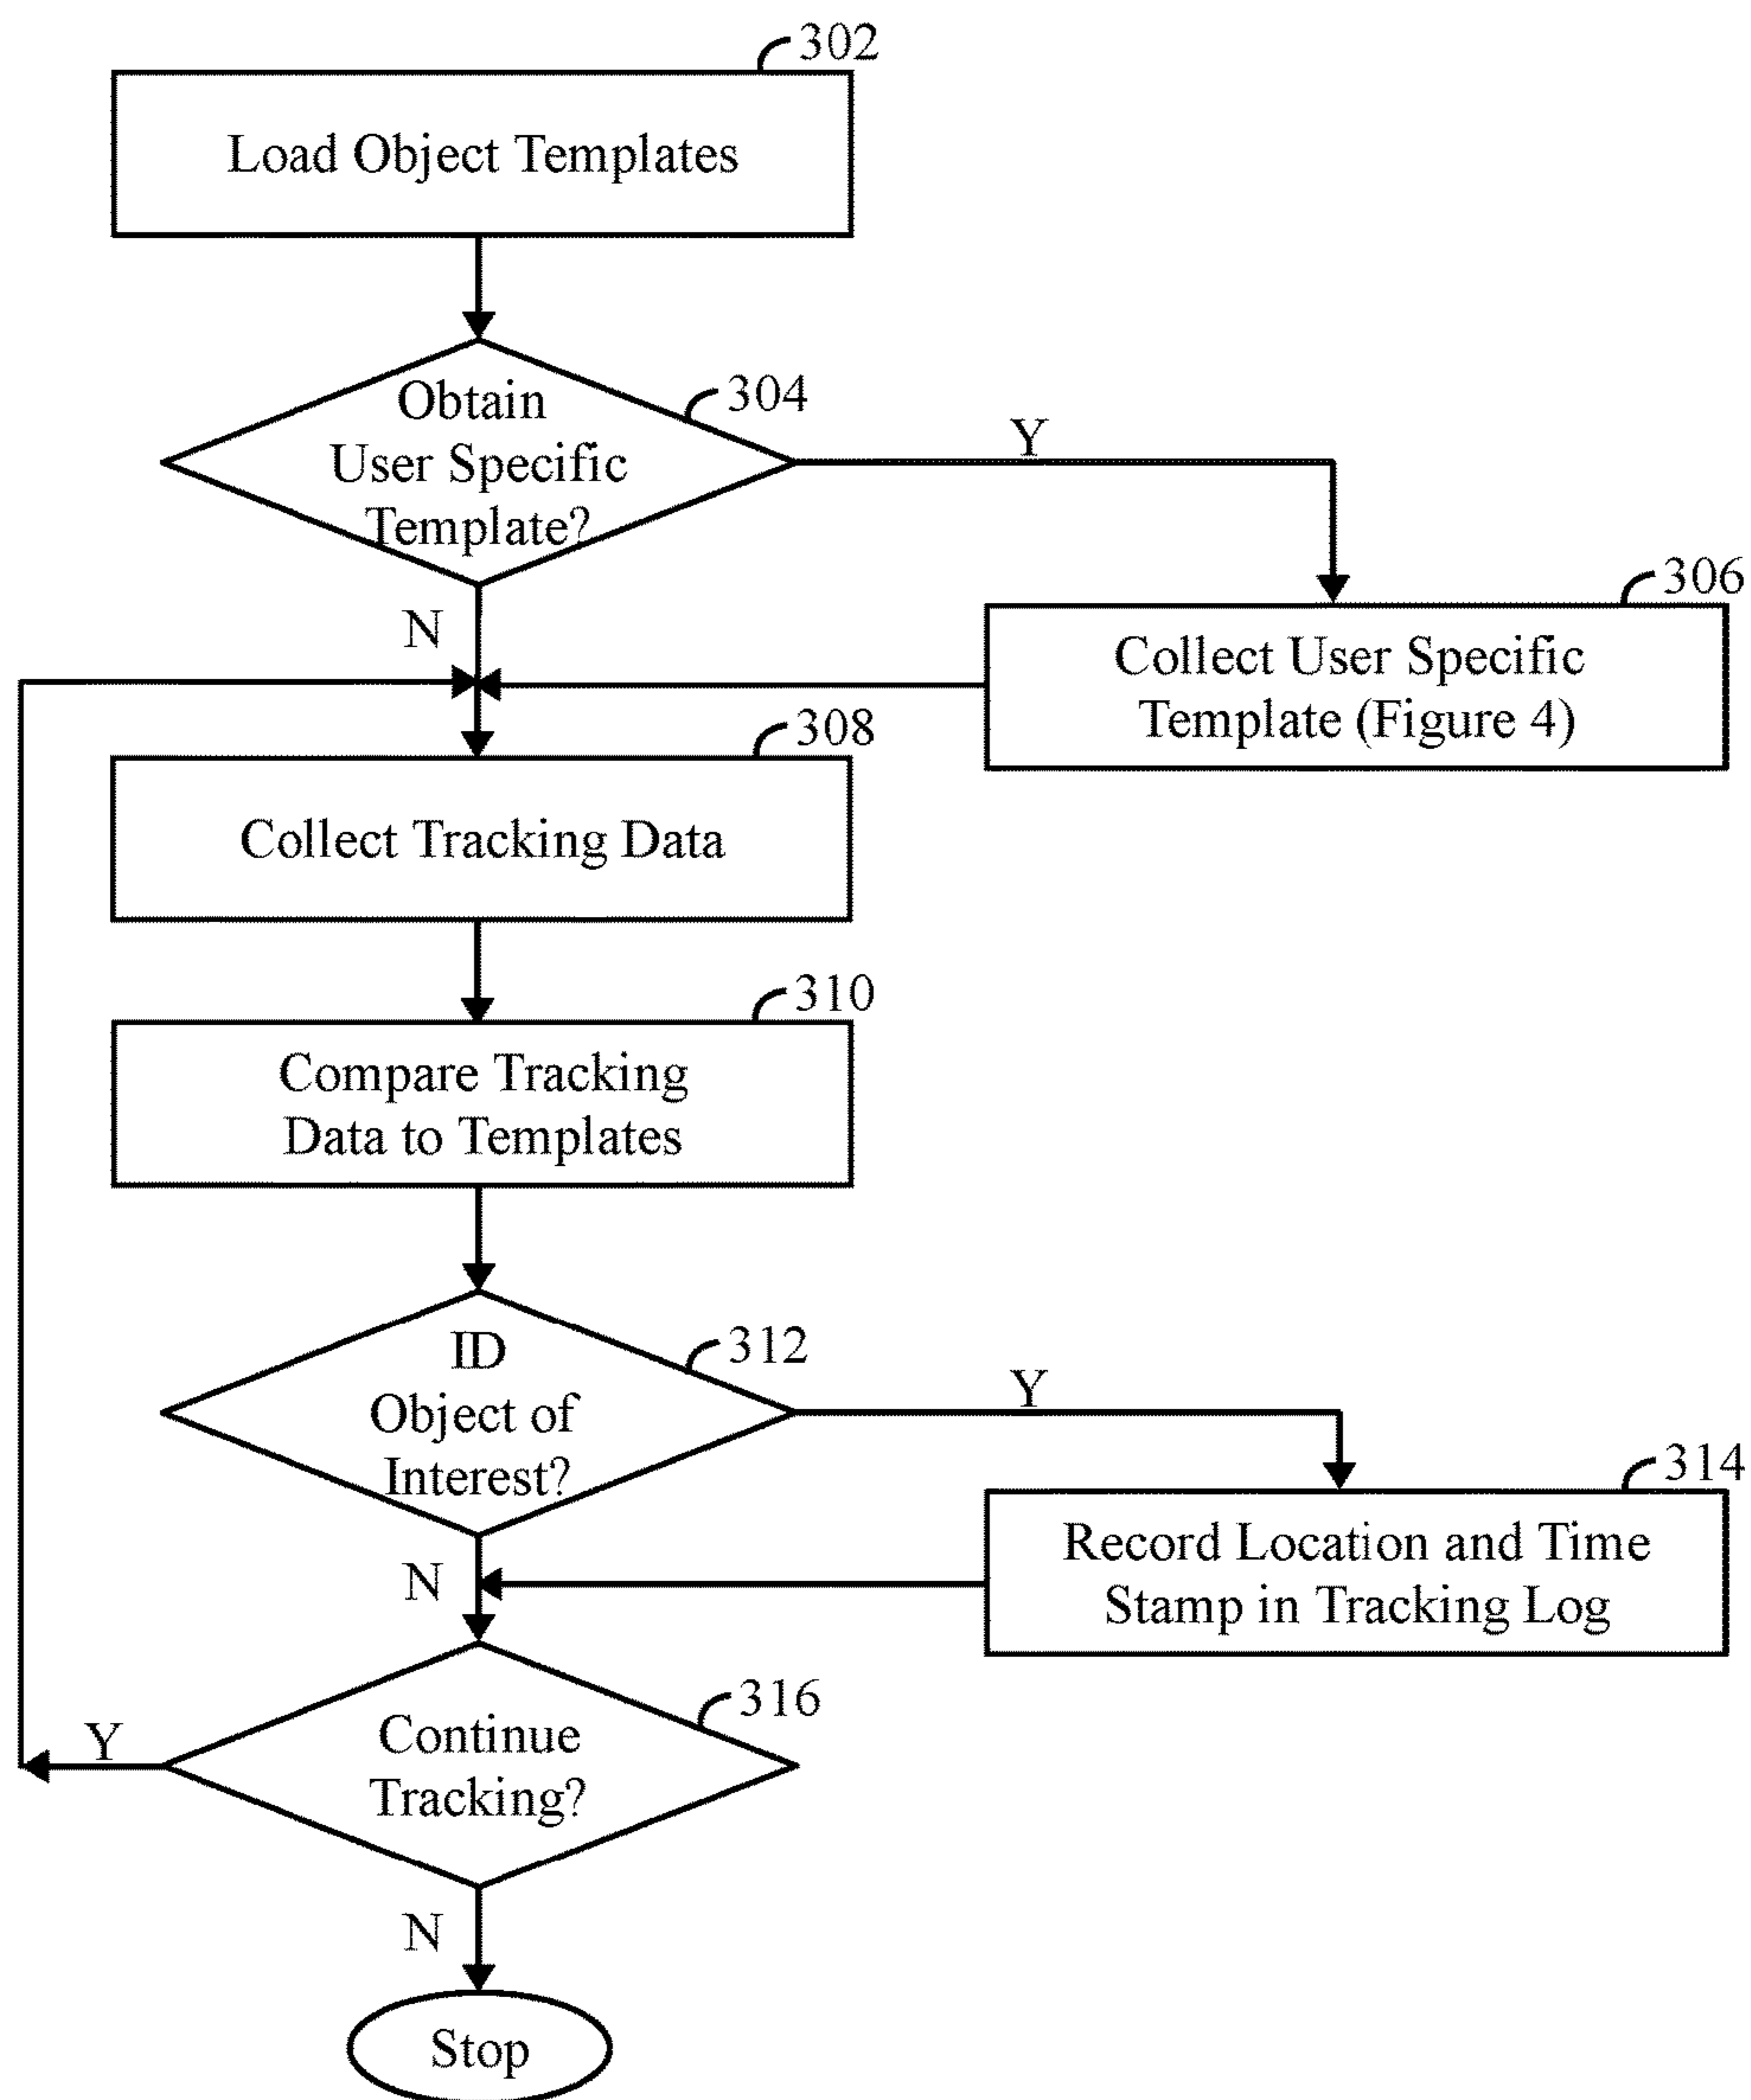 302
Load Object Templates
304
Obtain
User Specific
Template?
Y
N
306
Collect User Specific
Template (Figure 4)
308
Collect Tracking Data
310
Compare Tracking
Data to Templates
312
ID
Object of
Interest?
Y
N
314
Record Location and Time
Stamp in Tracking Log
316
Continue
Tracking?
Y
N
Stop